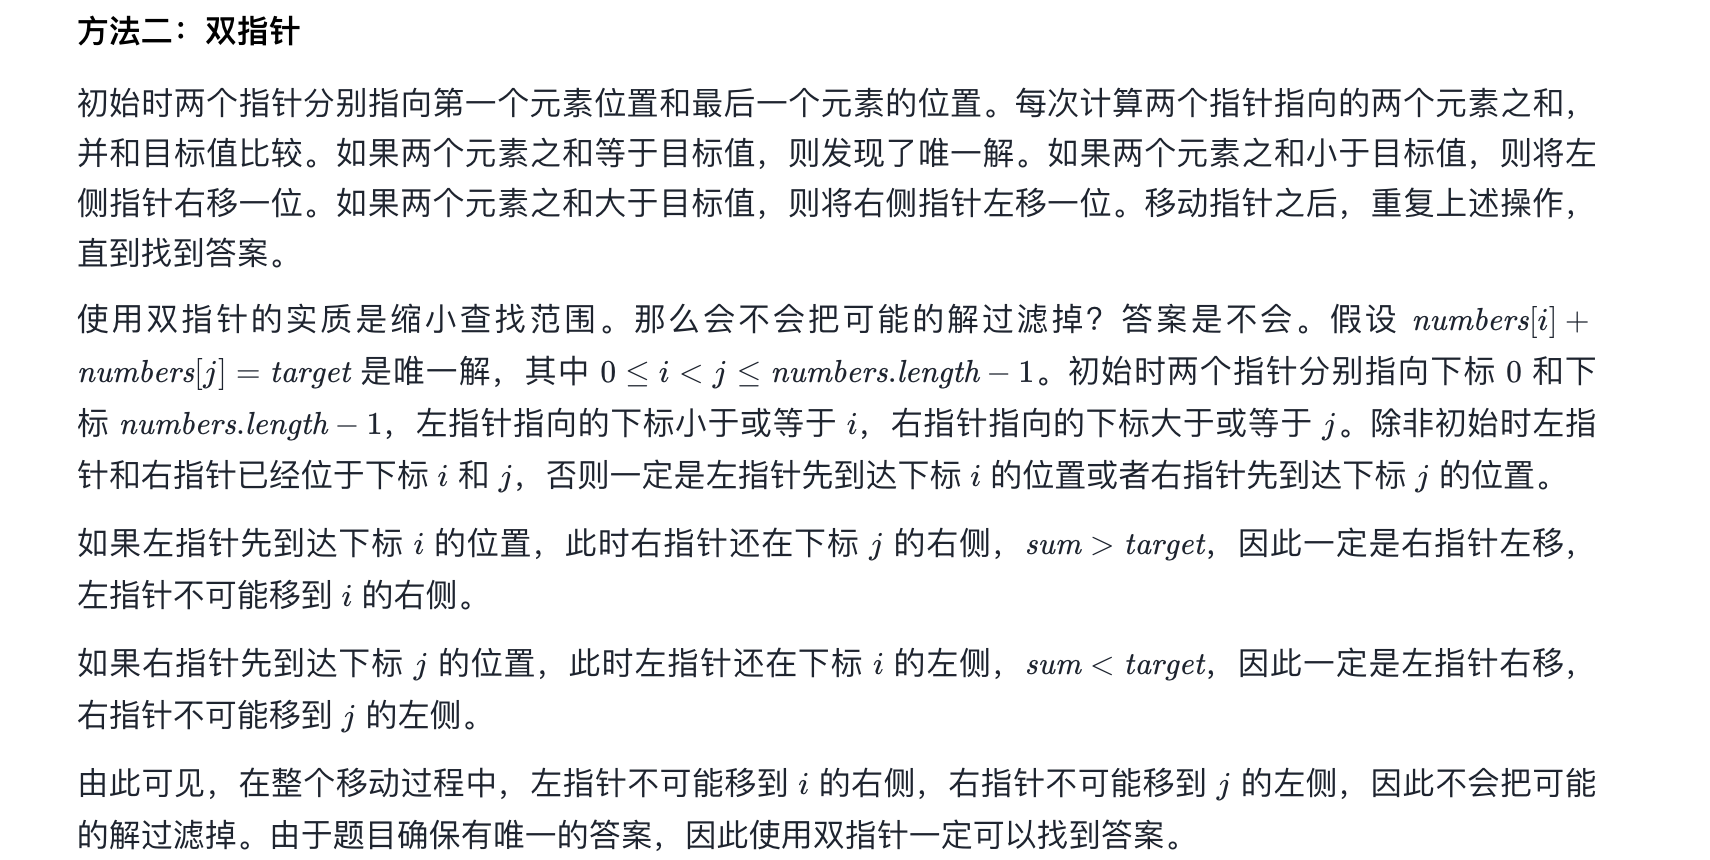 方法二：双指针
初始时两个指针分别指向第一个元素位置和最后一个元素的位置。每次计算两个指针指向的两个元素之和，
并和目标值比较。如果两个元素之和等于目标值，则发现了唯一解。如果两个元素之和小于目标值，则将左
侧指针右移一位。如果两个元素之和大于目标值，则将右侧指针左移一位。移动指针之后，重复上述操作，
直到找到答案。
使用双指针的实质是缩小查找范围。那么会不会把可能的解过滤掉？答案是不会。假设 numbers[i] +
numbers[j] = target 是唯一解，其中 0 ≤ i < j ≤ numbers.length − 1。初始时两个指针分别指向下标 0 和下
标 numbers.length − 1，左指针指向的下标小于或等于 i，右指针指向的下标大于或等于 j。除非初始时左指
针和右指针已经位于下标 i 和 j，否则一定是左指针先到达下标 i 的位置或者右指针先到达下标 j 的位置。
如果左指针先到达下标 i 的位置，此时右指针还在下标 j 的右侧，sum > target，因此一定是右指针左移，
左指针不可能移到 i 的右侧。
如果右指针先到达下标 j 的位置，此时左指针还在下标 i 的左侧，sum < target，因此一定是左指针右移，
右指针不可能移到 j 的左侧。
由此可见，在整个移动过程中，左指针不可能移到 i 的右侧，右指针不可能移到 j 的左侧，因此不会把可能
的解过滤掉。由于题目确保有唯一的答案，因此使用双指针一定可以找到答案。